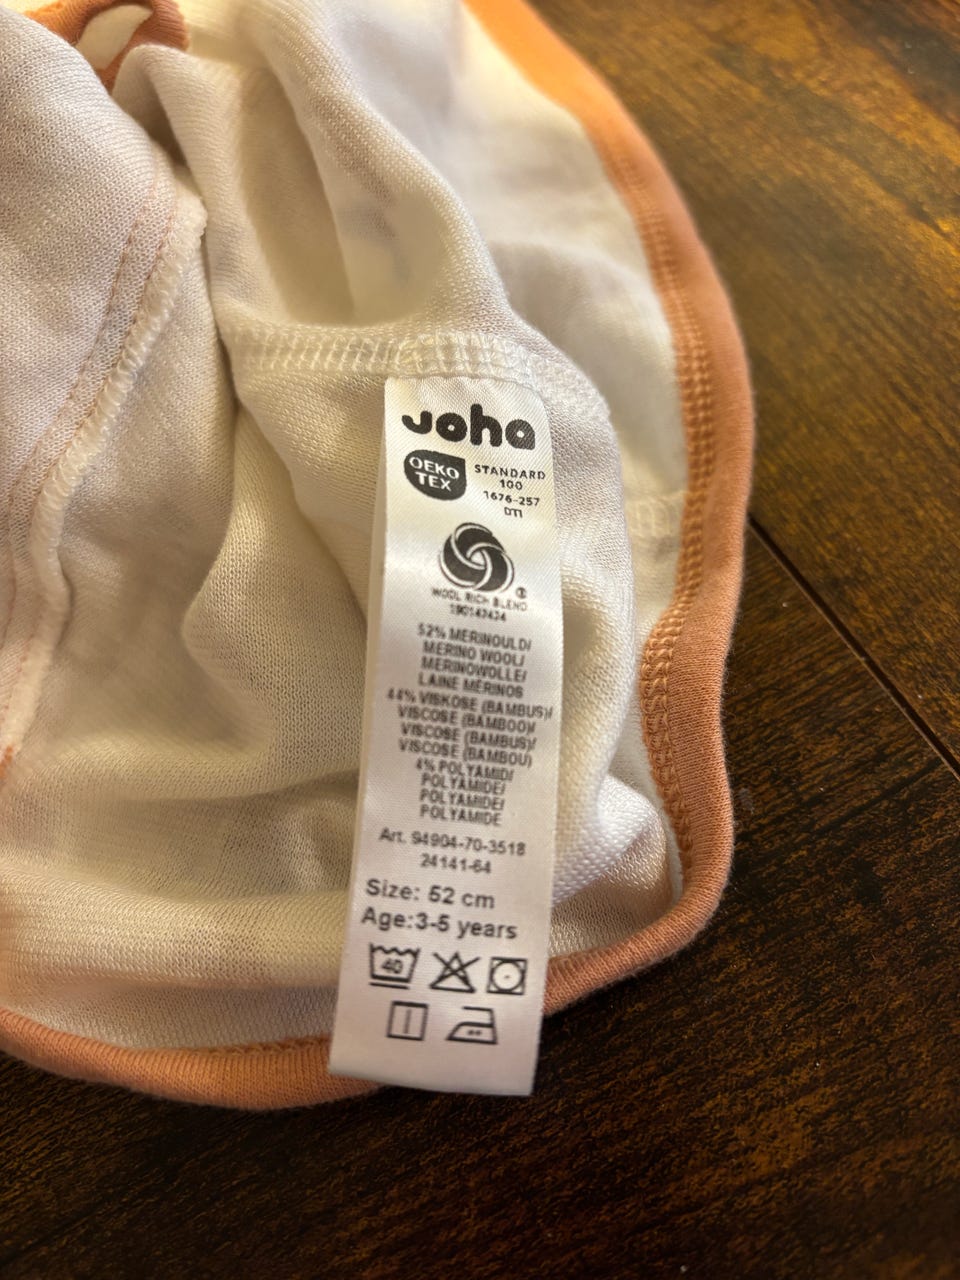 Joha
OEKO
TEX
STANDARD
100
1676-257
DTI
WOOL RICH BLEND
190142424
52% MERINOULD/
MERINO WOOL/
MERINOWOLLE/
LAINE MÉRINOS
44% VISKOSE (BAMBUS)/
VISCOSE (BAMBOO)/
VISCOSE (BAMBUS)/
VISCOSE (BAMBOU)
4% POLYAMID/
POLYAMIDE/
POLYAMIDE/
POLYAMIDE
Art. 94904-70-3518
24141-64
Size: 52 cm
Age:3-5 years
40